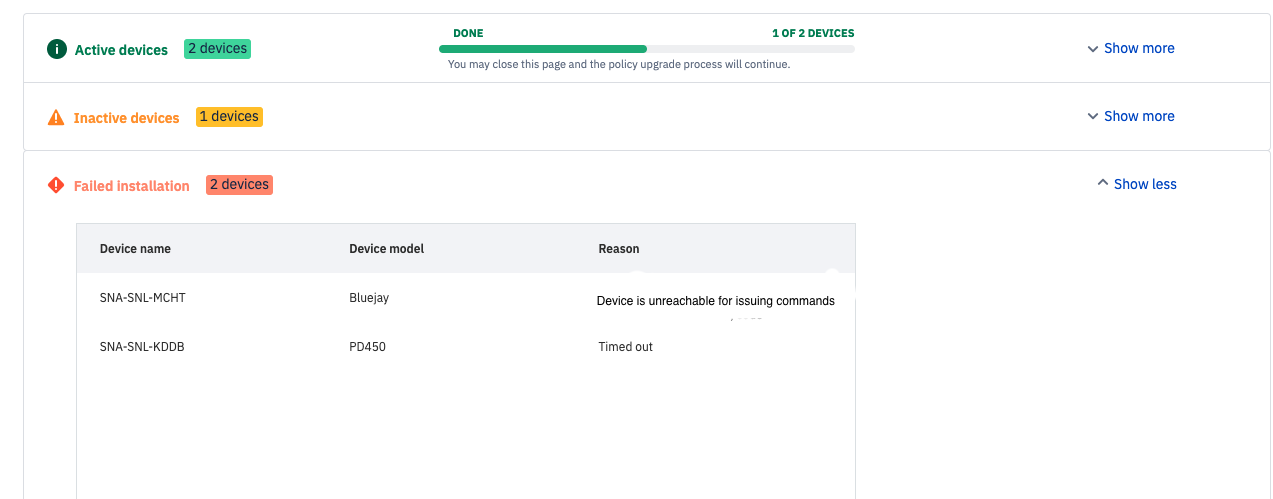 DONE 1 OF 2 DEVICES
Active devices 2 devices Show more
You may close this page and the policy upgrade process will continue.
Inactive devices 1 devices Show more
Failed installation 2 devices Show less
Device name Device model Reason
SNA-SNL-MCHT Bluejay Device is unreachable for issuing commands
SNA-SNL-KDDB PD450 Timed out